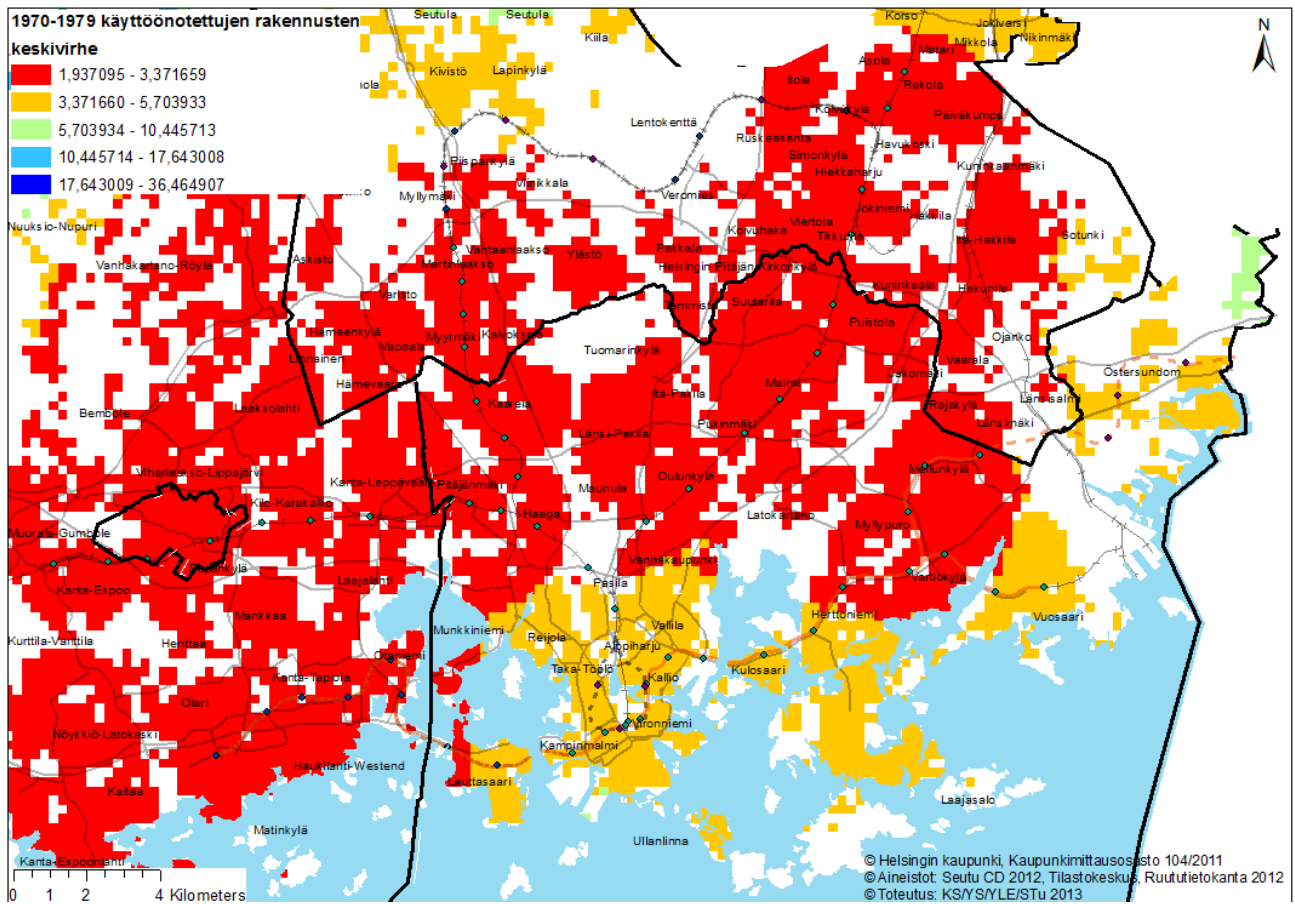 1970-1979 käyttöönotettujen rakennusten
keskivirhe
1,937095 - 3,371659
3,371660 - 5,703933
5,703934 - 10,445713
10,445714 - 17,643008
17,643009 - 36,464907
N
Seutula
Seutula
Kiila
Korso
Jokivarsi
Mikkola
Nikinmäki
Matari
Kivistö
Lapinkylä
Asola
Ilola
Rekola
Koivukylä
Päiväkumpu
Lentokenttä
Ruskeasanta
Havukoski
Simonkylä
Kuninkaanmäki
Piispankylä
Hiekkaharju
Viinikkala
Myllymäki
Veromies
Jokiniemi
Hakkila
Viertola
Nuuksio-Nupuri
Koivuhaka
Tikkurila
Sotunki
Itä-Hakkila
Vantaanlaakso
Pakkala
Ylästö
Askisto
Vanhakartano-Röylä
Martinlaakso
Helsingin Pitäjän Kirkonkylä
Kuninkaala
Hakunila
Varisto
Tammisto
Suutarila
Puistola
Hämeenkylä
Myyrmäki
Kaivoksela
Ojanko
Vapaala
Tuomarinkylä
Linnainen
Vaarala
Östersundom
Hämevaara
Malmi
Jakomäki
Itä-Pakila
Länsisalmi
Kaarela
Rajakylä
Laaksolahti
Bemböle
Länsimäki
Pukinmäki
Länsi-Pakila
Mellunkylä
Viherlaakso-Lippajärvi
Oulunkylä
Kanta-Leppävaara
Pitäjänmäki
Maunula
Kilo-Karakallio
Haaga
Latokartano
Myllypuro
Muurala-Gumböle
Vanhakaupunki
Laajalahti
Pasila
Vartiokylä
Kanta-Espoo
Mankkaa
Herttoniemi
Vuosaari
Vallila
Munkkiniemi
Reijola
Kurttila-Vanttila
Henttaa
Alppiharju
Otaniemi
Taka-Töölö
Kulosaari
Kanta-Tapiola
Kallio
Olari
Vironniemi
Nöykkiö-Latokaski
Kampinmalmi
Haukilahti-Westend
Lauttasaari
Kaitaa
Laajasalo
Matinkylä
Ullanlinna
Kanta-Espoonlahti
0 1 2 4 Kilometers
© Helsingin kaupunki, Kaupunkimittausosasto 104/2011
© Aineistot: Seutu CD 2012, Tilastokeskus, Ruututietokanta 2012
© Toteutus: KS/YS/YLE/STu 2013